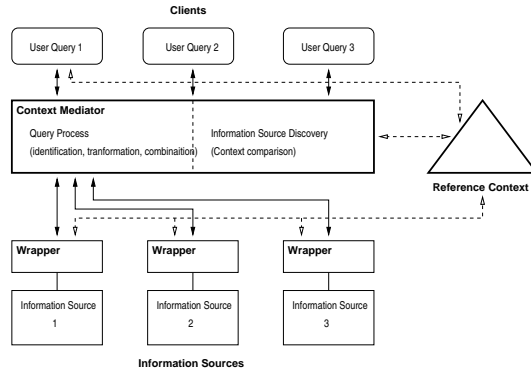 Clients
User Query 1
User Query 2
User Query 3
Context Mediator
Query Process
(identification, tranformation, combinaition)
Information Source Discovery
(Context comparison)
Reference Context
Wrapper
Wrapper
Wrapper
Information Source
1
Information Source
2
Information Source
3
Information Sources